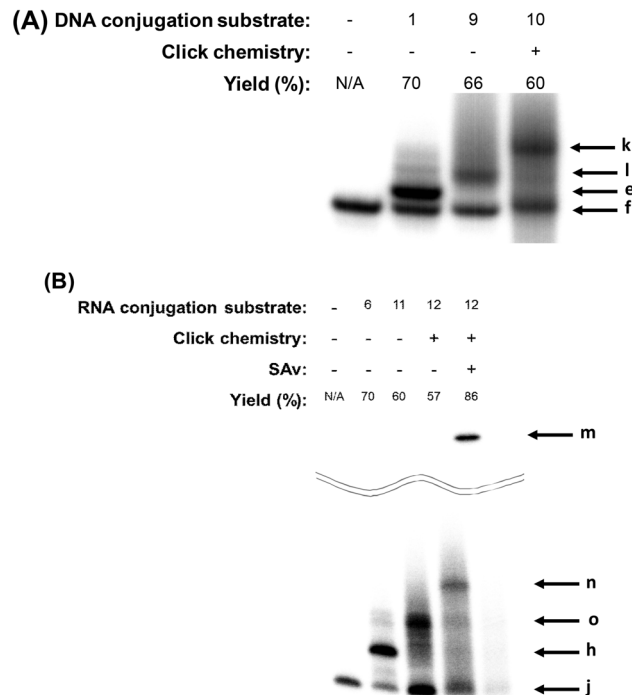 (A) DNA conjugation substrate: - 1 9 10
Click chemistry: - - - +
Yield (%): N/A 70 66 60
k
l
e
f
(B)
RNA conjugation substrate: - 6 11 12 12
Click chemistry: - - - + +
SAv: - - - - +
Yield (%): N/A 70 60 57 86
m
n
o
h
j